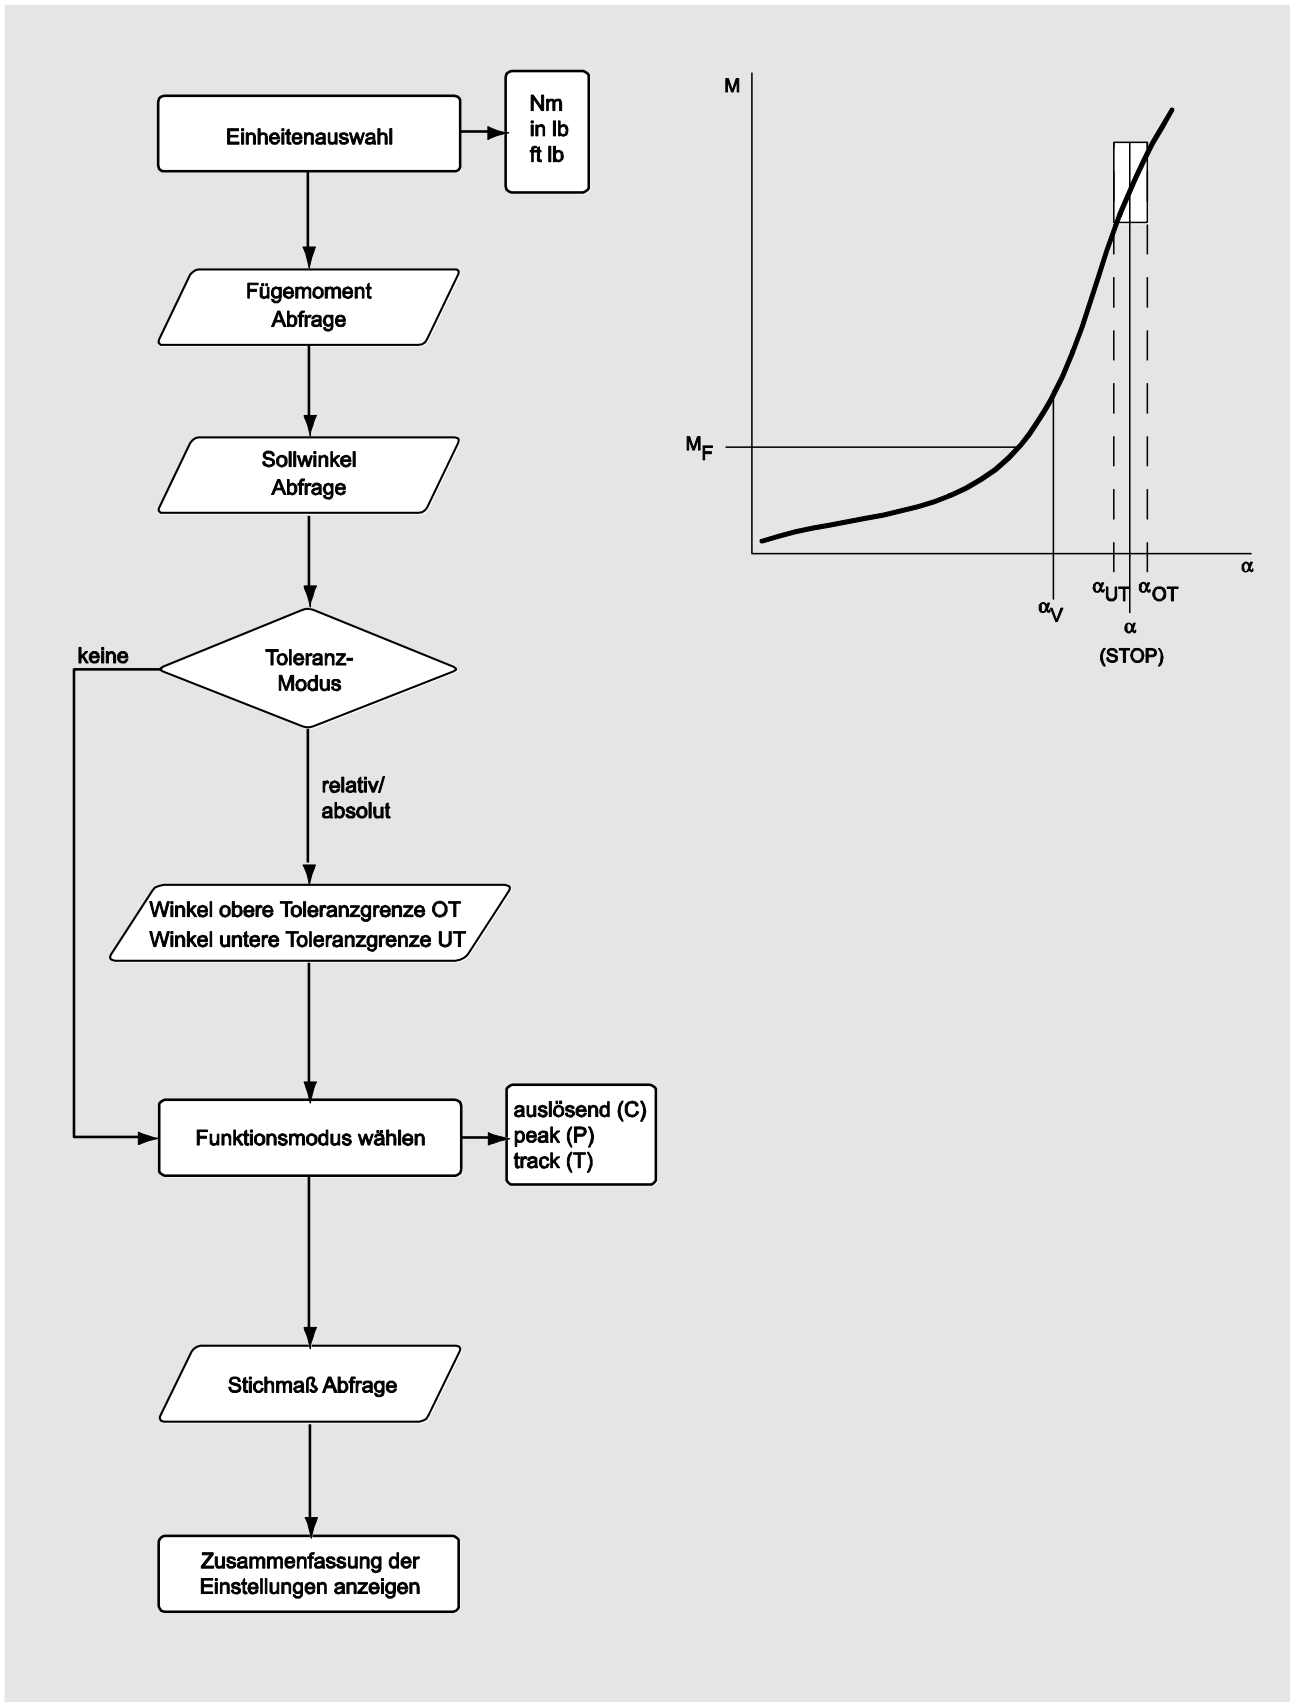 Einheitenauswahl
Nm
in lb
ft lb
Fügemoment
Abfrage
Sollwinkel
Abfrage
Toleranz-
Modus
keine
relativ/
absolut
Winkel obere Toleranzgrenze OT
Winkel untere Toleranzgrenze UT
Funktionsmodus wählen
auslösend (C)
peak (P)
track (T)
Stichmaß Abfrage
Zusammenfassung der
Einstellungen anzeigen
M
MF
α
αV
αUT
αOT
α
(STOP)